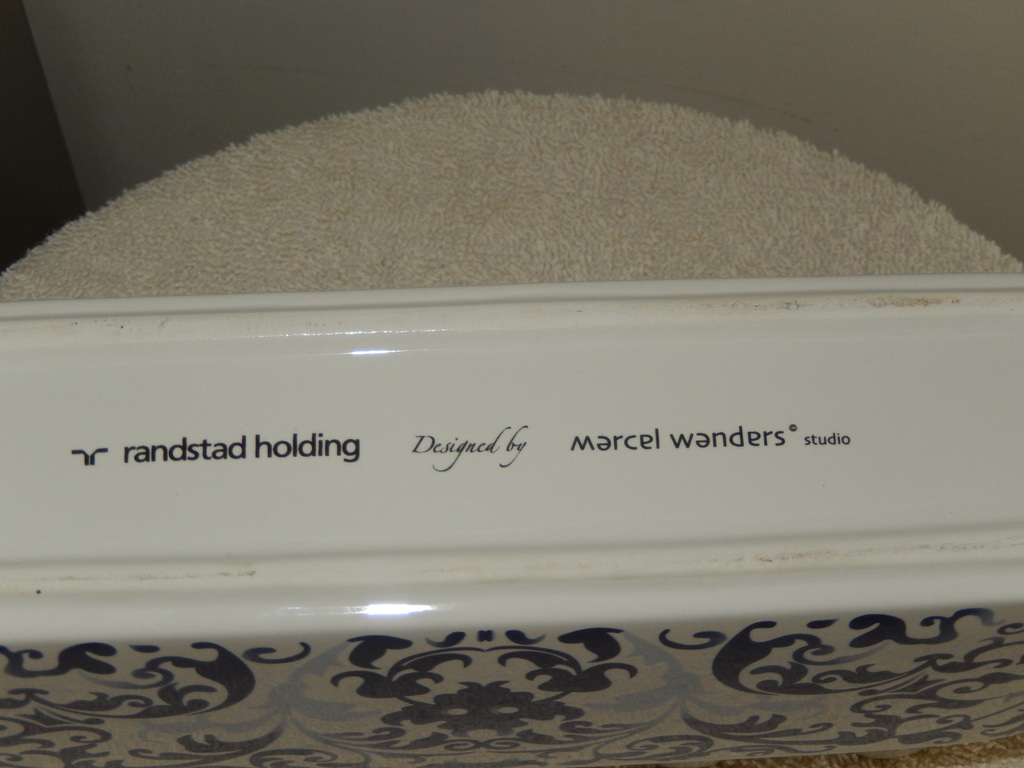 randstad holding Designed by marcel wanders© studio